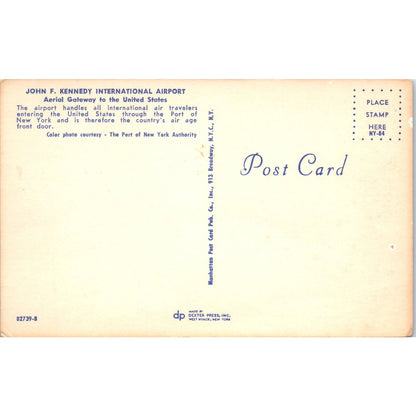 JOHN F. KENNEDY INTERNATIONAL AIRPORT
Aerial Gateway to the United States
The airport handles all international air travelers
entering the United States through the Port of
New York and is therefore the country's air age
front door.
Color photo courtesy - The Port of New York Authority
Manhattan Post Card Pub. Co., Inc., 913 Broadway, N.Y.C., N.Y.
PLACE
STAMP
HERE
NY-84
Post Card
82739-B
dp
MADE BY
DEXTER PRESS, INC.
WEST NYACK, NEW YORK